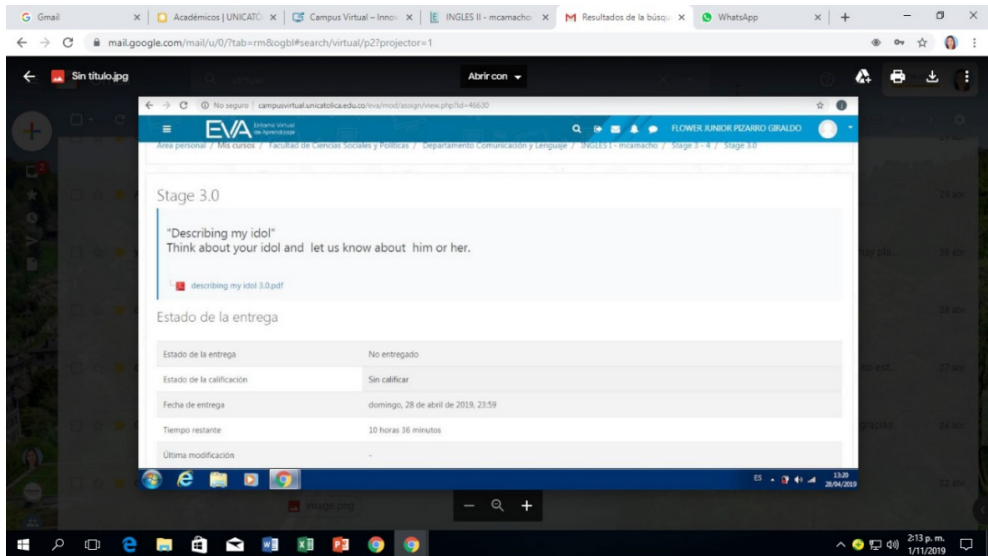 Gmail
Académicos | UNICATÓ
Campus Virtual – Innov
INGLES II - mcamacho
Resultados de la búsqu
WhatsApp
mail.google.com/mail/u/0/?tab=rm&ogbl#search/virtual/p2?projector=1
Sin título.jpg
Abrir con
No seguro | campusvirtual.unicatolica.edu.co/eva/mod/assign/view.php?id=46630
EVA Entorno Virtual de Aprendizaje
FLOWER JUNIOR PIZARRO GIRALDO
Área personal / Mis cursos / Facultad de Ciencias Sociales y Políticas / Departamento Comunicación y Lenguaje / INGLES I - mcamacho / Stage 3 - 4 / Stage 3.0
Stage 3.0
"Describing my idol"
Think about your idol and let us know about him or her.
describing my idol 3.0.pdf
Estado de la entrega
Estado de la entrega No entregado
Estado de la calificación Sin calificar
Fecha de entrega domingo, 28 de abril de 2019, 23:59
Tiempo restante 10 horas 36 minutos
Última modificación -
ES
13:20
28/04/2019
image.png
2:13 p. m.
1/11/2019